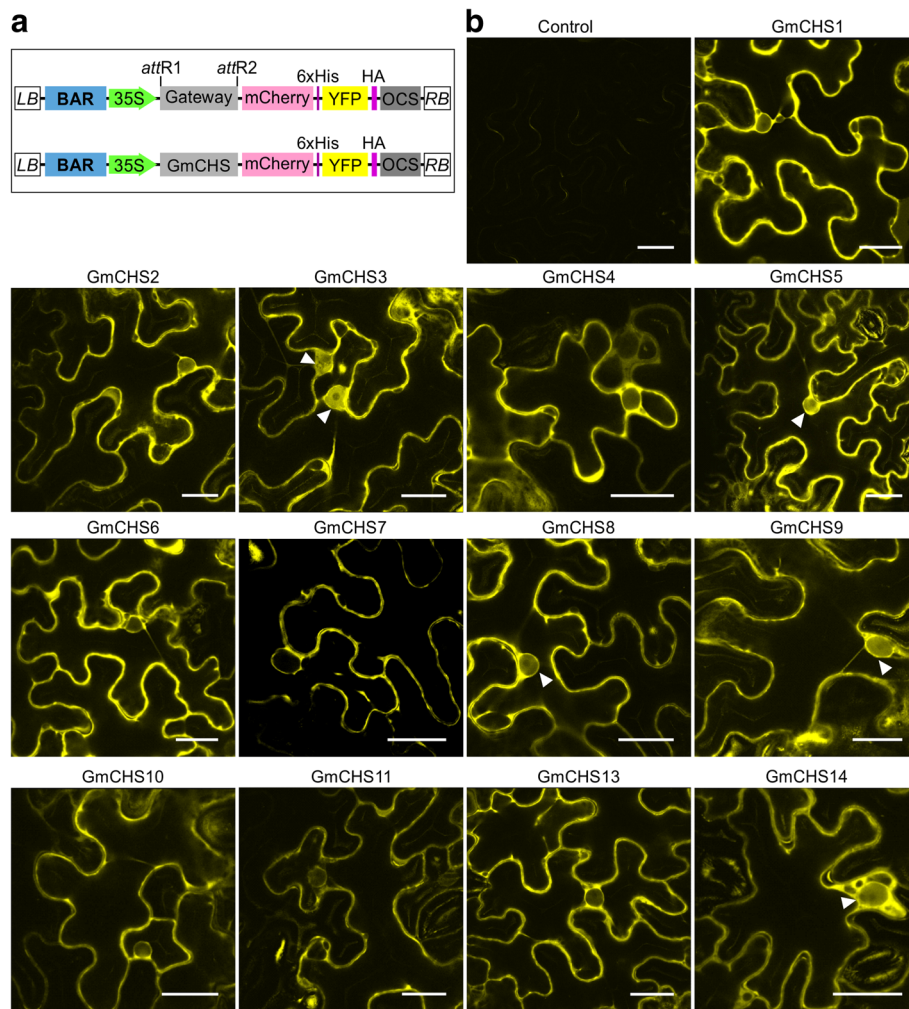 a
b
attR1 attR2
6xHis HA
LB BAR 35S Gateway mCherry YFP OCS RB
6xHis HA
LB BAR 35S GmCHS mCherry YFP OCS RB
Control GmCHS1
GmCHS2 GmCHS3 GmCHS4 GmCHS5
GmCHS6 GmCHS7 GmCHS8 GmCHS9
GmCHS10 GmCHS11 GmCHS13 GmCHS14